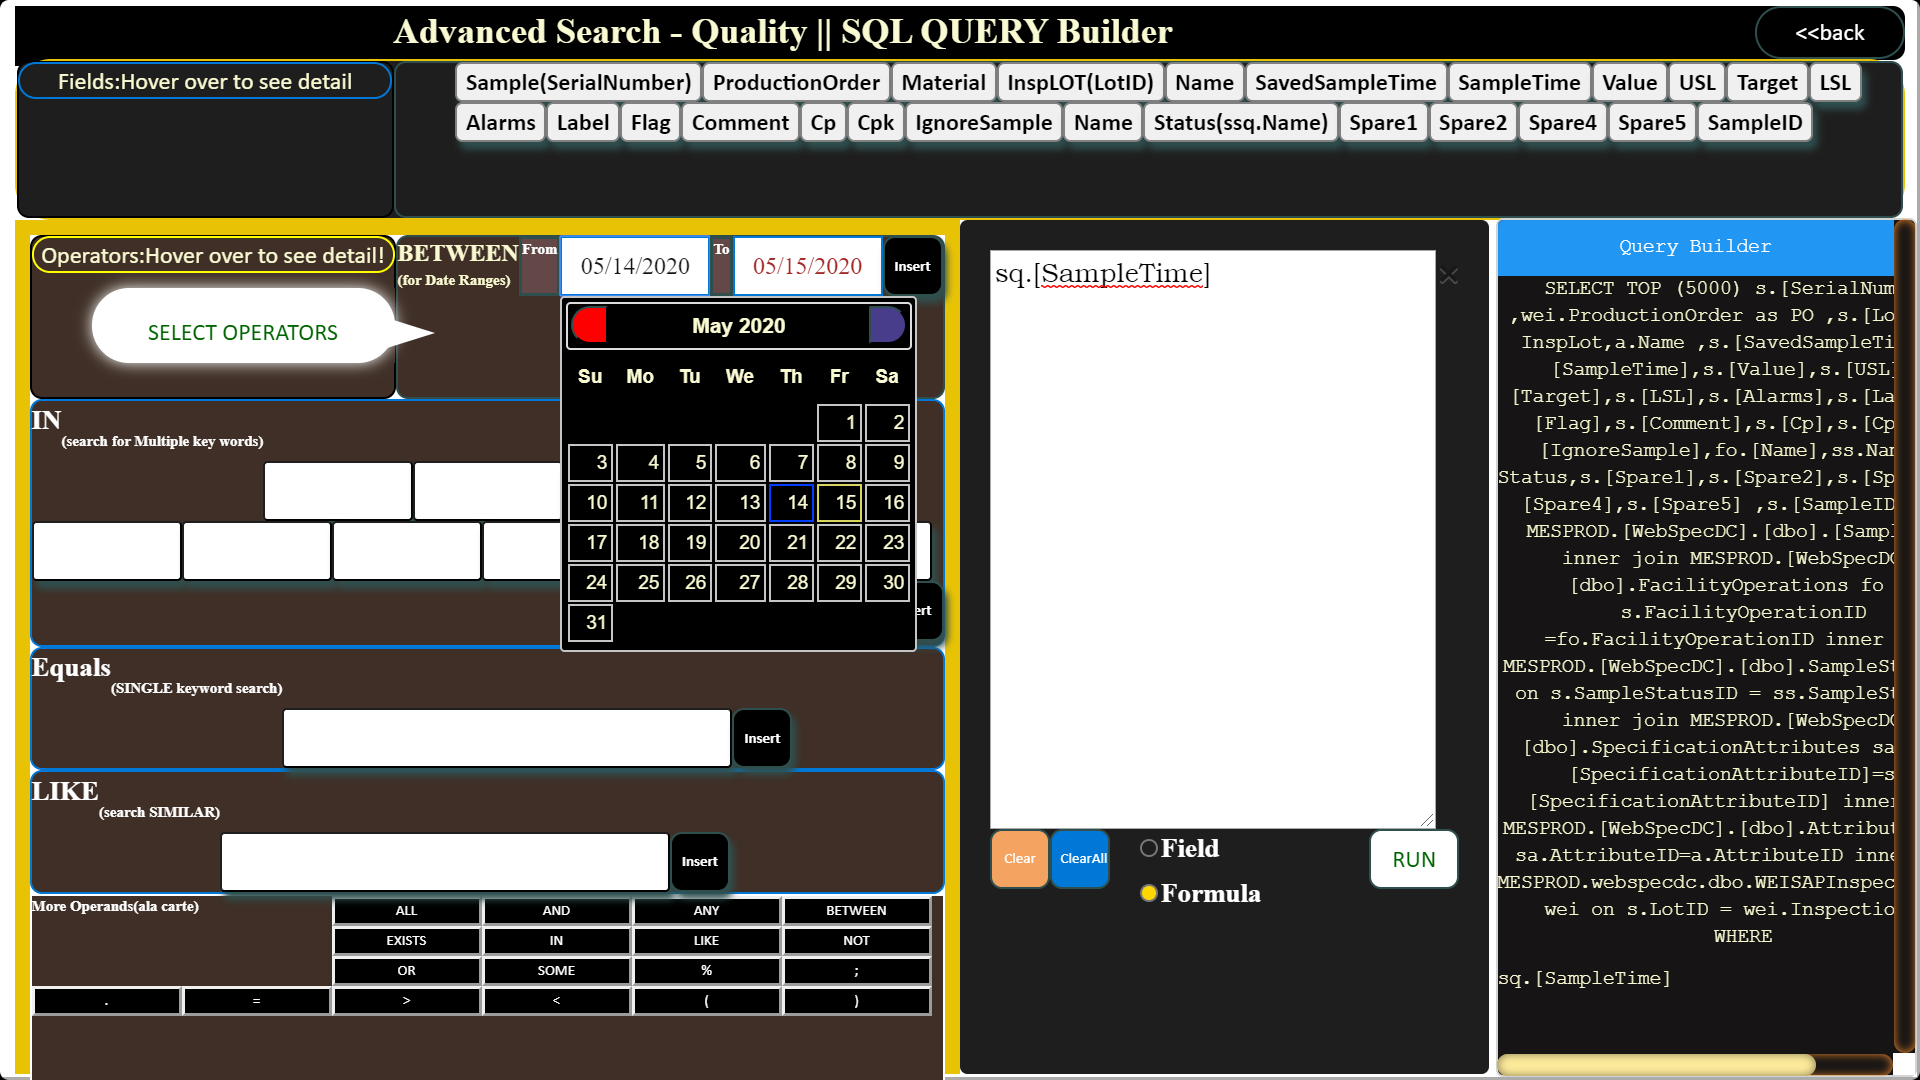 Advanced Search - Quality || SQL QUERY Builder
<<back
Fields:Hover over to see detail
Sample(SerialNumber) ProductionOrder Material InspLOT(LotID) Name SavedSampleTime SampleTime Value USL Target LSL
Alarms Label Flag Comment Cp Cpk IgnoreSample Name Status(ssq.Name) Spare1 Spare2 Spare4 Spare5 SampleID
Operators:Hover over to see detail!
SELECT OPERATORS
BETWEEN
(for Date Ranges)
From
05/14/2020
To
05/15/2020
Insert
May 2020
Su Mo Tu We Th Fr Sa
1 2
3 4 5 6 7 8 9
10 11 12 13 14 15 16
17 18 19 20 21 22 23
24 25 26 27 28 29 30
31
IN
(search for Multiple key words)
ert
Equals
(SINGLE keyword search)
Insert
LIKE
(search SIMILAR)
Insert
More Operands(ala carte)
ALL AND ANY BETWEEN
EXISTS IN LIKE NOT
OR SOME % ;
. = > < ( )
sq.[SampleTime]
Clear
ClearAll
Field
Formula
RUN
Query Builder
SELECT TOP (5000) s.[SerialNum
,wei.ProductionOrder as PO ,s.[Lo
InspLot,a.Name ,s.[SavedSampleTi
[SampleTime],s.[Value],s.[USL]
[Target],s.[LSL],s.[Alarms],s.[La
[Flag],s.[Comment],s.[Cp],s.[Cp
[IgnoreSample],fo.[Name],ss.Nam
Status,s.[Spare1],s.[Spare2],s.[Sp
[Spare4],s.[Spare5] ,s.[SampleID
MESPROD.[WebSpecDC].[dbo].[Sampl
inner join MESPROD.[WebSpecDC
[dbo].FacilityOperations fo
s.FacilityOperationID
=fo.FacilityOperationID inner
MESPROD.[WebSpecDC].[dbo].SampleSt
on s.SampleStatusID = ss.SampleSt
inner join MESPROD.[WebSpecDC
[dbo].SpecificationAttributes sa
[SpecificationAttributeID]=s
[SpecificationAttributeID] inner
MESPROD.[WebSpecDC].[dbo].Attribut
sa.AttributeID=a.AttributeID inne
MESPROD.webspecdc.dbo.WEISAPInspec
wei on s.LotID = wei.Inspectio
WHERE
sq.[SampleTime]